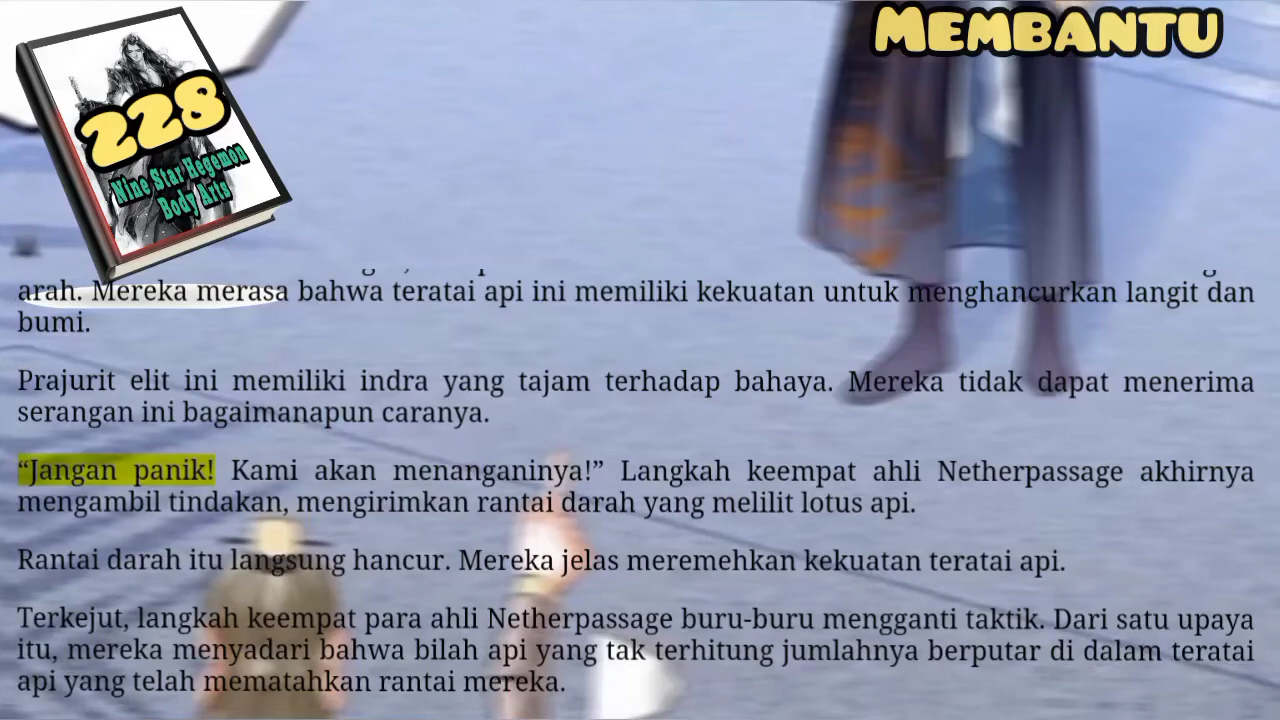 MEMBANTU
228
Nine Star Hegemon
Body Arts
arah. Mereka merasa bahwa teratai api ini memiliki kekuatan untuk menghancurkan langit dan
bumi.
Prajurit elit ini memiliki indra yang tajam terhadap bahaya. Mereka tidak dapat menerima
serangan ini bagaimanapun caranya.
“Jangan panik! Kami akan menanganinya!” Langkah keempat ahli Netherpassage akhirnya
mengambil tindakan, mengirimkan rantai darah yang melilit lotus api.
Rantai darah itu langsung hancur. Mereka jelas meremehkan kekuatan teratai api.
Terkejut, langkah keempat para ahli Netherpassage buru-buru mengganti taktik. Dari satu upaya
itu, mereka menyadari bahwa bilah api yang tak terhitung jumlahnya berputar di dalam teratai
api yang telah mematahkan rantai mereka.